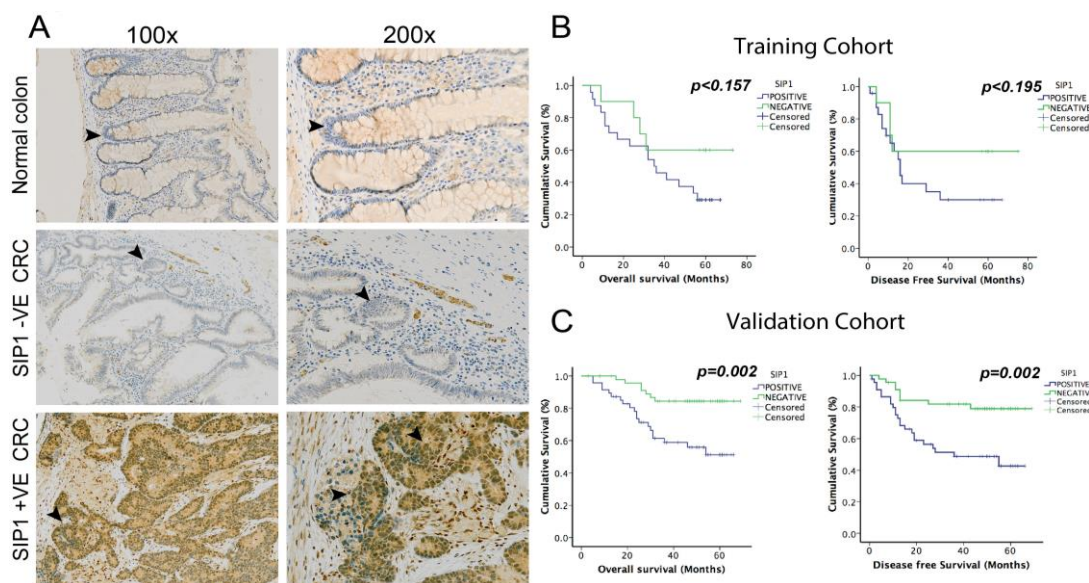 A
100x
200x
Normal colon
SIP1 -VE CRC
SIP1 +VE CRC
B
Training Cohort
p<0.157
SIP1
POSITIVE
NEGATIVE
Censored
Censored
Cumulative Survival (%)
1.0
0.8
0.6
0.4
0.2
0.0
0 20 40 60 80
Overall survival (Months)
p<0.195
SIP1
POSITIVE
NEGATIVE
Censored
Censored
Cumulative Survival (%)
1.0
0.8
0.6
0.4
0.2
0.0
0 20 40 60 80
Disease Free Survival (Months)
C
Validation Cohort
p=0.002
SIP1
POSITIVE
NEGATIVE
Censored
Censored
Cumulative Survival (%)
1.0
0.8
0.6
0.4
0.2
0.0
0 20 40 60
Overall survival (Months)
p=0.002
SIP1
POSITIVE
NEGATIVE
Censored
Censored
Cumulative Survival (%)
1.0
0.8
0.6
0.4
0.2
0.0
0 20 40 60
Disease free Survival (Months)